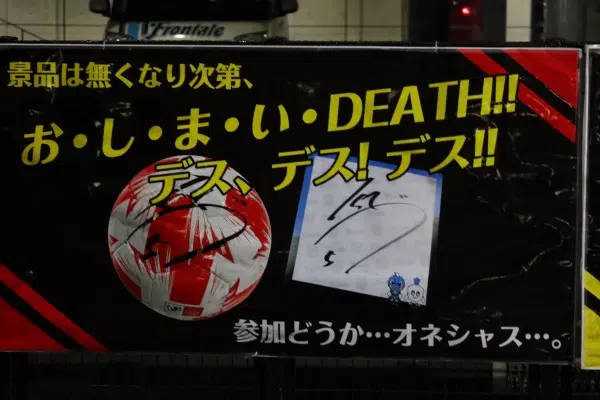 Frontale
景品は無くなり次第、
お・し・ま・い・DEATH!!
デス、デス!デス!!
参加どうか…オネシャス…。